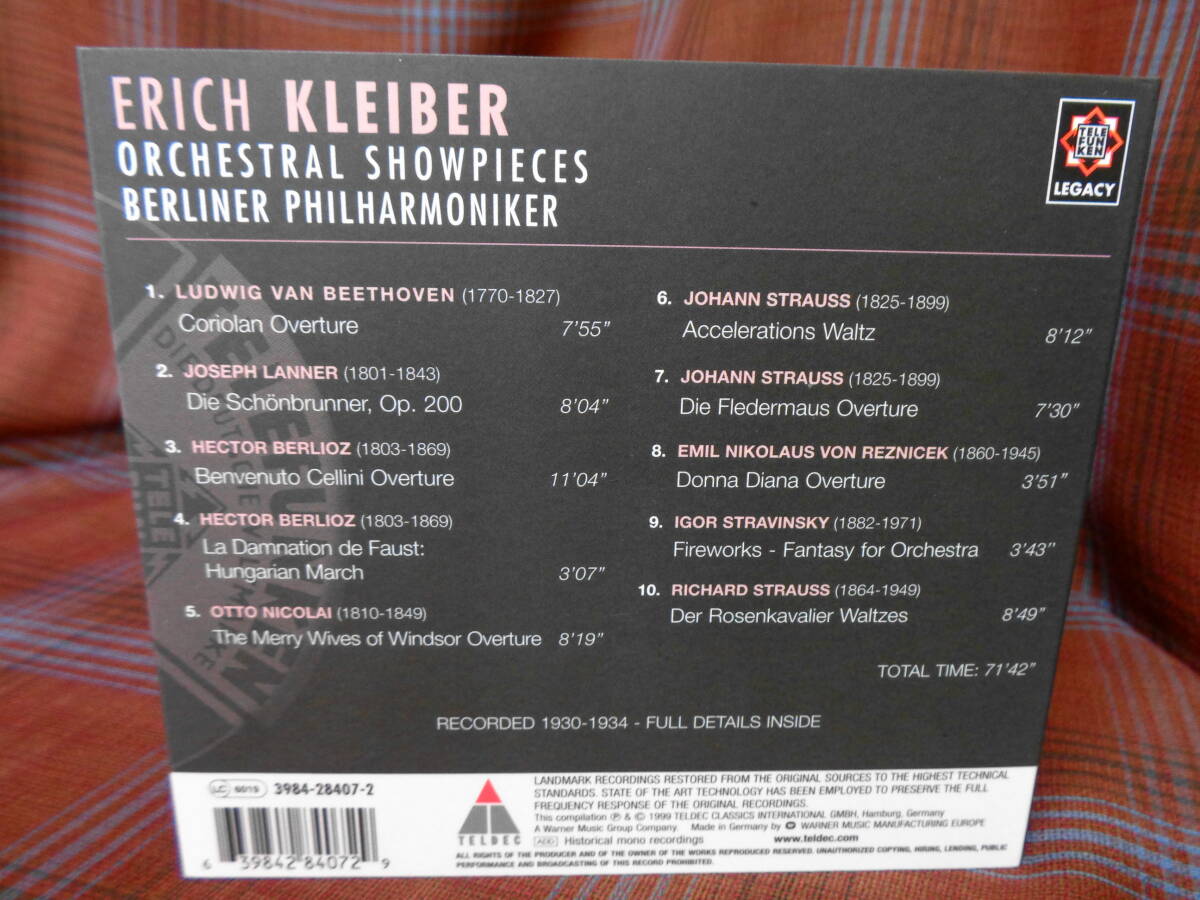 ERICH KLEIBER
ORCHESTRAL SHOWPIECES
BERLINER PHILHARMONIKER
TELE
FUN
KEN
LEGACY
1. LUDWIG VAN BEETHOVEN (1770-1827)
Coriolan Overture 7'55"
2. JOSEPH LANNER (1801-1843)
Die Schönbrunner, Op. 200 8'04"
3. HECTOR BERLIOZ (1803-1869)
Benvenuto Cellini Overture 11'04"
4. HECTOR BERLIOZ (1803-1869)
La Damnation de Faust:
Hungarian March 3'07"
5. OTTO NICOLAI (1810-1849)
The Merry Wives of Windsor Overture 8'19"
6. JOHANN STRAUSS (1825-1899)
Accelerations Waltz 8'12"
7. JOHANN STRAUSS (1825-1899)
Die Fledermaus Overture 7'30"
8. EMIL NIKOLAUS VON REZNICEK (1860-1945)
Donna Diana Overture 3'51"
9. IGOR STRAVINSKY (1882-1971)
Fireworks - Fantasy for Orchestra 3'43''
10. RICHARD STRAUSS (1864-1949)
Der Rosenkavalier Waltzes 8'49"
TOTAL TIME: 71'42"
RECORDED 1930-1934 - FULL DETAILS INSIDE
LC 6019 3984-28407-2
6 39842 84072 9
TELDEC
LANDMARK RECORDINGS RESTORED FROM THE ORIGINAL SOURCES TO THE HIGHEST TECHNICAL
STANDARDS. STATE OF THE ART TECHNOLOGY HAS BEEN EMPLOYED TO PRESERVE THE FULL
FREQUENCY RESPONSE OF THE ORIGINAL RECORDINGS.
This compilation ℗ & © 1999 TELDEC CLASSICS INTERNATIONAL GMBH, Hamburg, Germany
A Warner Music Group Company. Made in Germany by WARNER MUSIC MANUFACTURING EUROPE
ADD Historical mono recordings www.teldec.com
ALL RIGHTS OF THE PRODUCER AND OF THE OWNER OF THE WORKS REPRODUCED RESERVED. UNAUTHORIZED COPYING, HIRING, LENDING, PUBLIC
PERFORMANCE AND BROADCASTING OF THIS RECORD PROHIBITED.